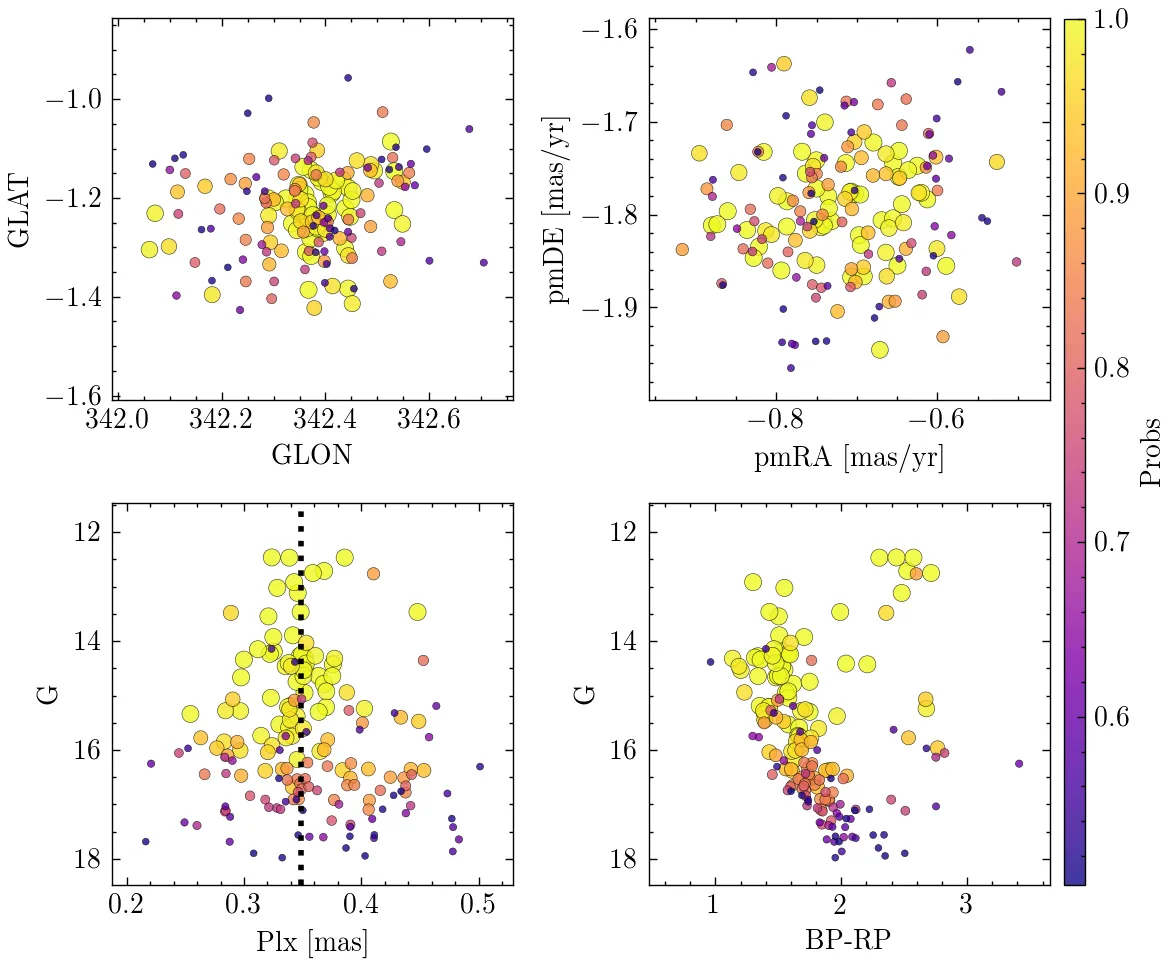 −1.0
−1.2
−1.4
−1.6
GLAT
342.0 342.2 342.4 342.6
GLON
−1.6
−1.7
−1.8
−1.9
pmDE [mas/yr]
−0.8 −0.6
pmRA [mas/yr]
12
14
16
18
G
0.2 0.3 0.4 0.5
Plx [mas]
12
14
16
18
G
1 2 3
BP-RP
1.0
0.9
0.8
0.7
0.6
Probs